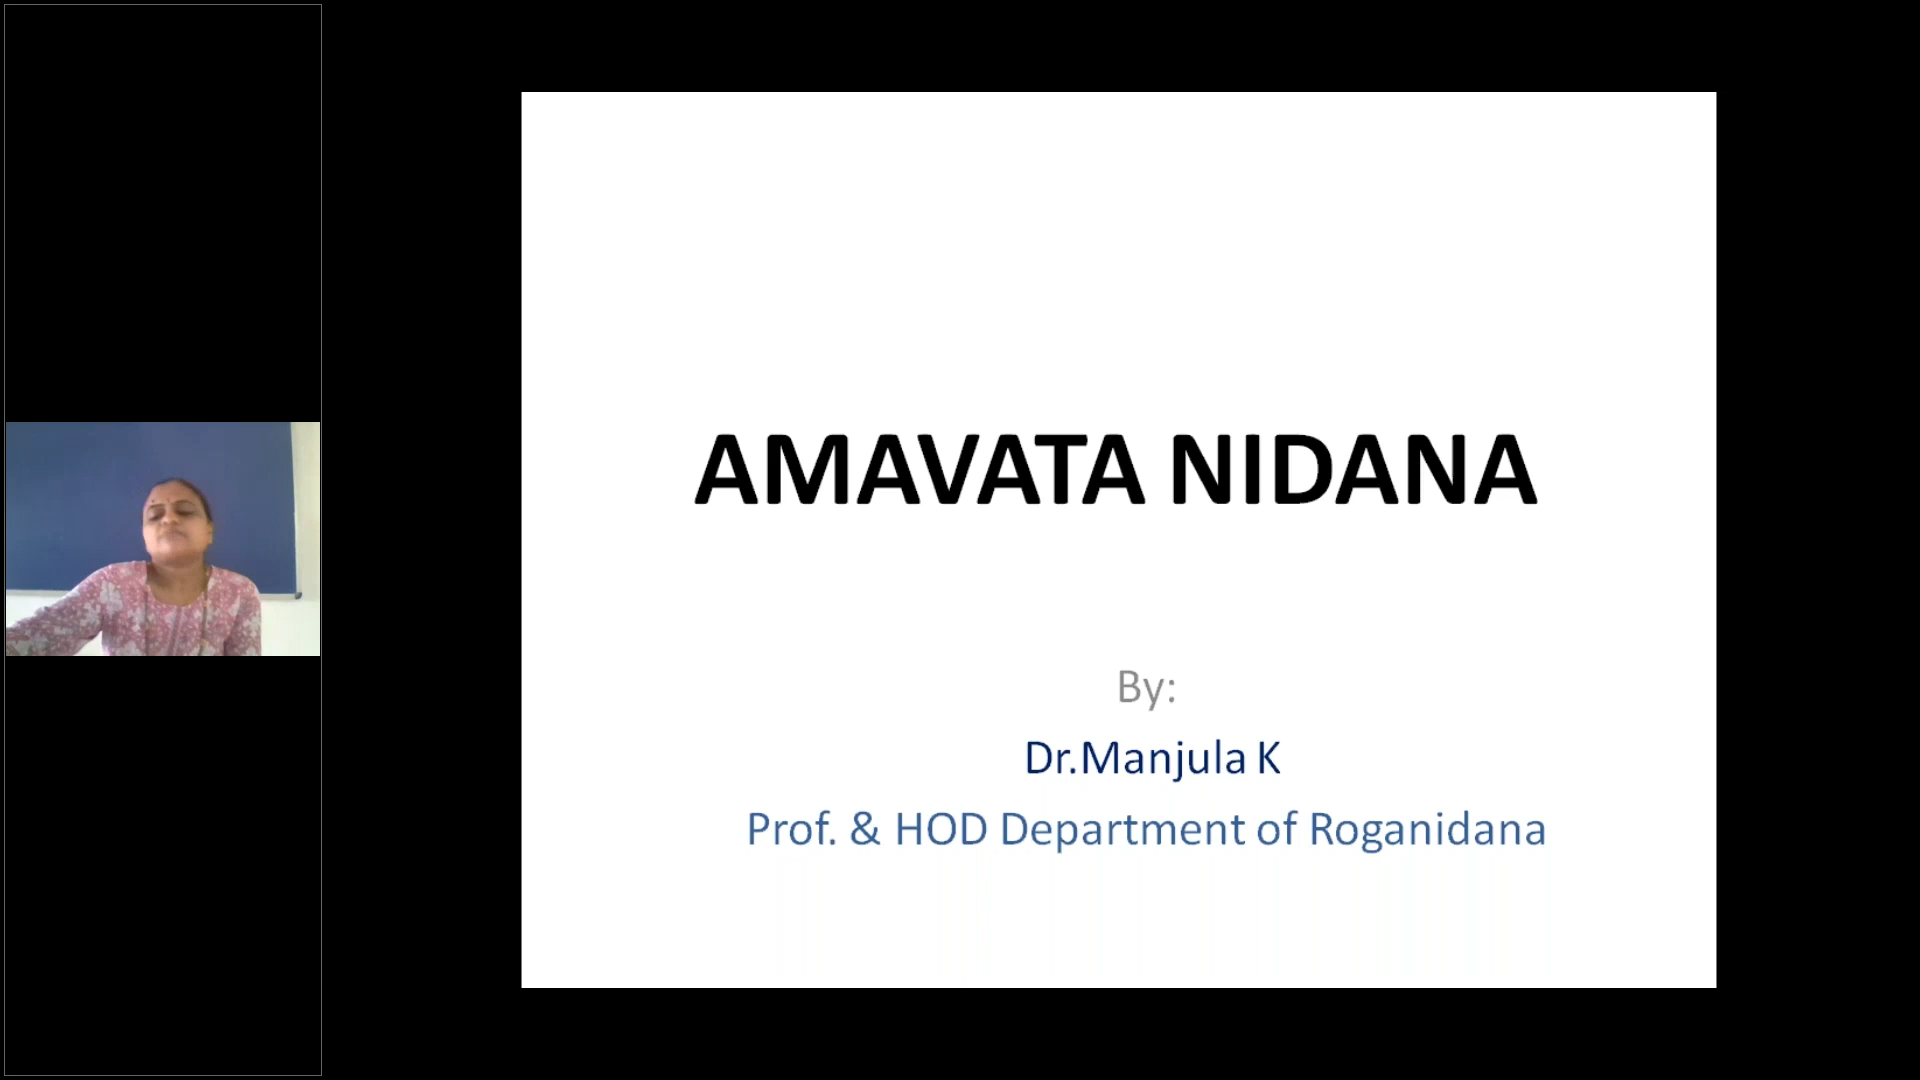 AMAVATA NIDANA
By:
Dr.Manjula K
Prof. & HOD Department of Roganidana